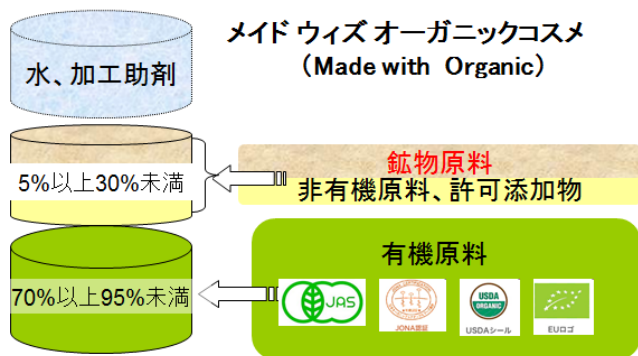 メイド ウィズ オーガニックコスメ
（Made with Organic）
水、加工助剤
鉱物原料
5%以上30%未満
非有機原料、許可添加物
有機原料
70%以上95%未満
JAS
JONA認証
USDA
ORGANIC
USDAシール
EUロゴ